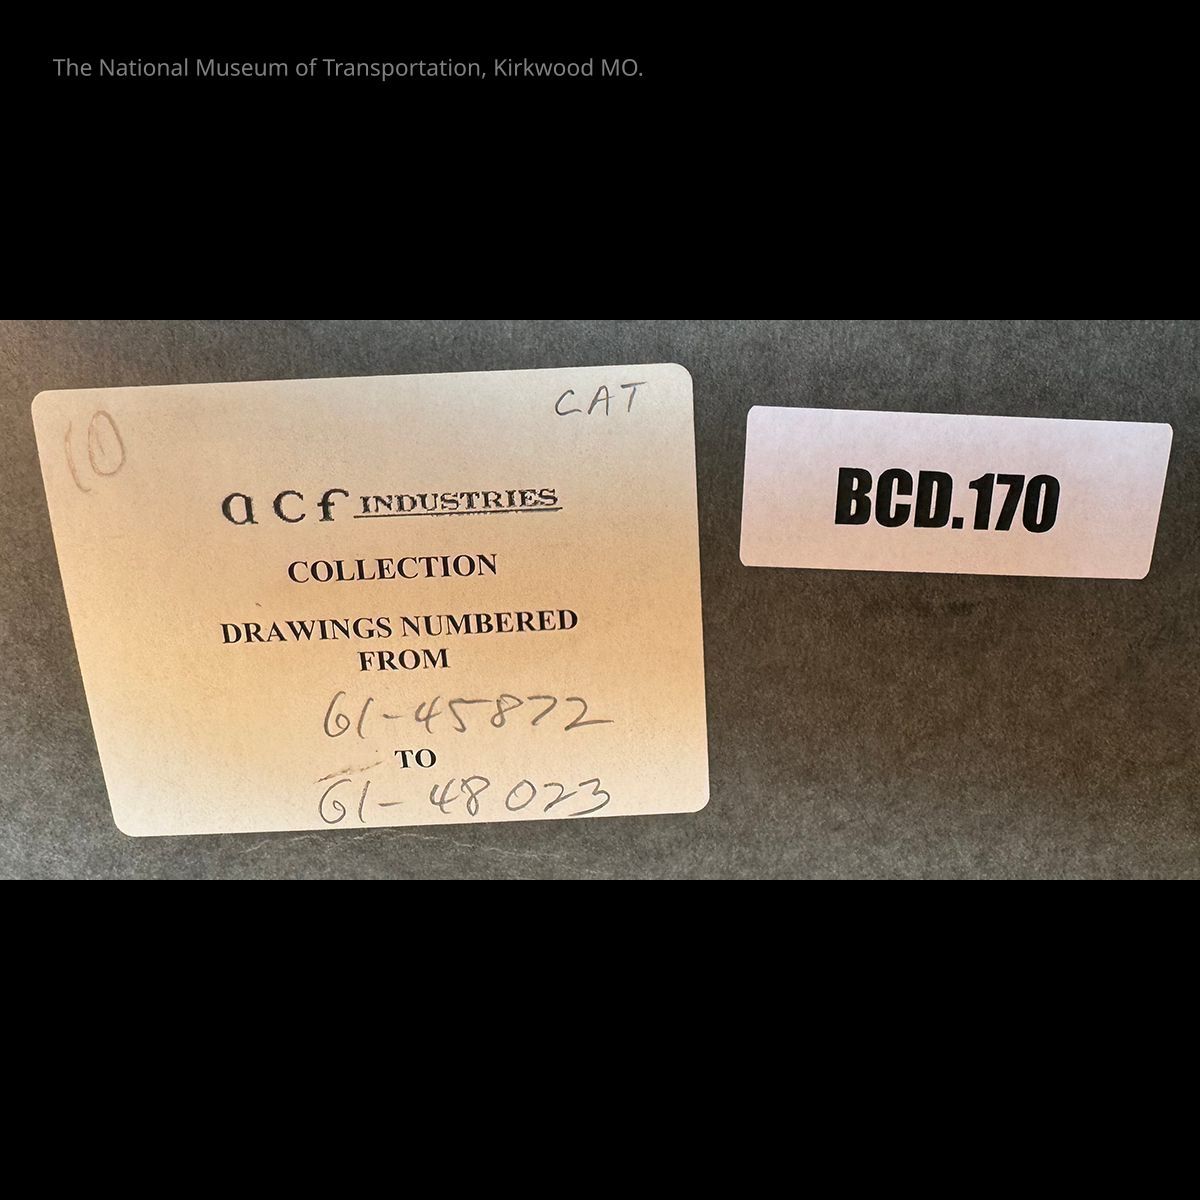 The National Museum of Transportation, Kirkwood MO.
10
CAT
acf INDUSTRIES
COLLECTION
DRAWINGS NUMBERED
FROM
61-45872
TO
61-48023
BCD.170